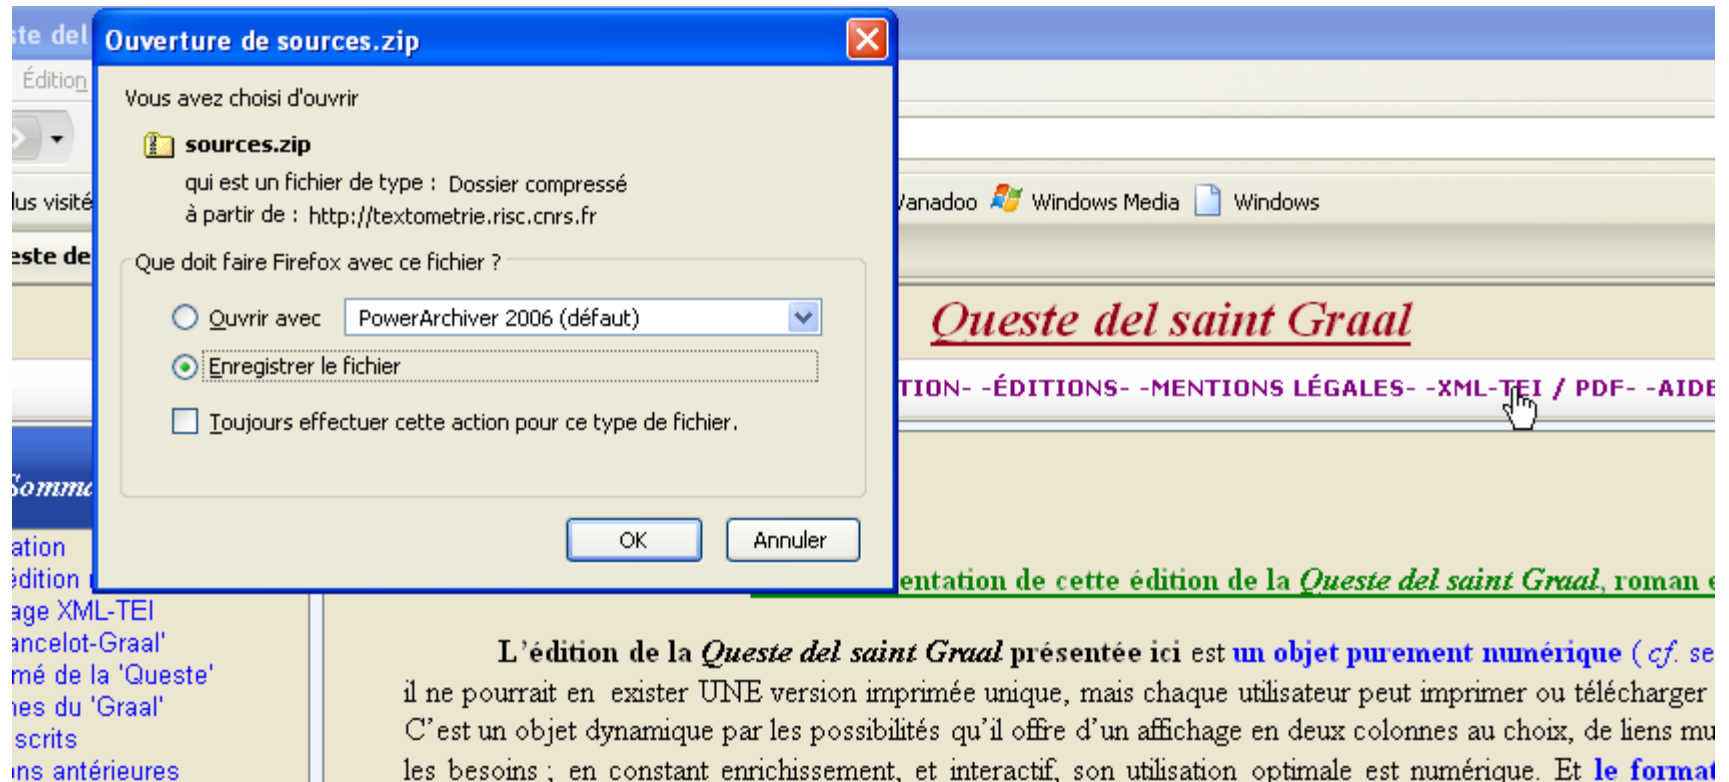 ste del
Ouverture de sources.zip
Édition
Vous avez choisi d'ouvrir
sources.zip
qui est un fichier de type : Dossier compressé
à partir de : http://textometrie.risc.cnrs.fr
lus visité
Vanadoo Windows Media Windows
este de
Que doit faire Firefox avec ce fichier ?
Ouvrir avec PowerArchiver 2006 (défaut)
Queste del saint Graal
Enregistrer le fichier
TION- -ÉDITIONS- -MENTIONS LÉGALES- -XML-TEI / PDF- -AIDE
Toujours effectuer cette action pour ce type de fichier.
Somma
OK Annuler
ation
édition
age XML-TEI
ancelot-Graal'
mé de la 'Queste'
nes du 'Graal'
scrits
ons antérieures
entation de cette édition de la Queste del saint Graal, roman e
L'édition de la Queste del saint Graal présentée ici est un objet purement numérique ( cf. se
il ne pourrait en exister UNE version imprimée unique, mais chaque utilisateur peut imprimer ou télécharger
C'est un objet dynamique par les possibilités qu'il offre d'un affichage en deux colonnes au choix, de liens mu
les besoins ; en constant enrichissement, et interactif, son utilisation optimale est numérique. Et le format